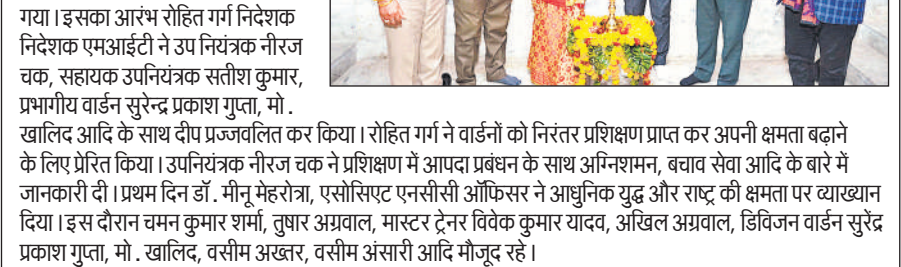 गया। इसका आरंभ रोहित गर्ग निदेशक
निदेशक एमआईटी ने उप नियंत्रक नीरज
चक, सहायक उपनियंत्रक सतीश कुमार,
प्रभागीय वार्डन सुरेन्द्र प्रकाश गुप्ता, मो.
खालिद आदि के साथ दीप प्रज्जवलित कर किया। रोहित गर्ग ने वार्डनों को निरंतर प्रशिक्षण प्राप्त कर अपनी क्षमता बढ़ाने
के लिए प्रेरित किया। उपनियंत्रक नीरज चक ने प्रशिक्षण में आपदा प्रबंधन के साथ अग्निशमन, बचाव सेवा आदि के बारे में
जानकारी दी। प्रथम दिन डॉ. मीनू मेहरोत्रा, एसोसिएट एनसीसी ऑफिसर ने आधुनिक युद्ध और राष्ट्र की क्षमता पर व्याख्यान
दिया। इस दौरान चमन कुमार शर्मा, तुषार अग्रवाल, मास्टर ट्रेनर विवेक कुमार यादव, अखिल अग्रवाल, डिविजन वार्डन सुरेंद्र
प्रकाश गुप्ता, मो. खालिद, वसीम अख्तर, वसीम अंसारी आदि मौजूद रहे।